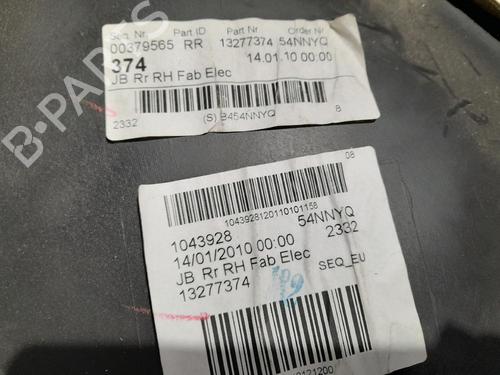 Seq. Nr. Part ID Part Nr Order Nr
00379565 RR 13277374 54NNYQ
374 14.01.10 00:00
JB Rr RH Fab Elec
2332 (S) B454NNYQ 8
08
1043928120110101158
1043928 54NNYQ
14/01/2010 00:00 2332
JB Rr RH Fab Elec
13277374 SEQ_EU
B-PARTS